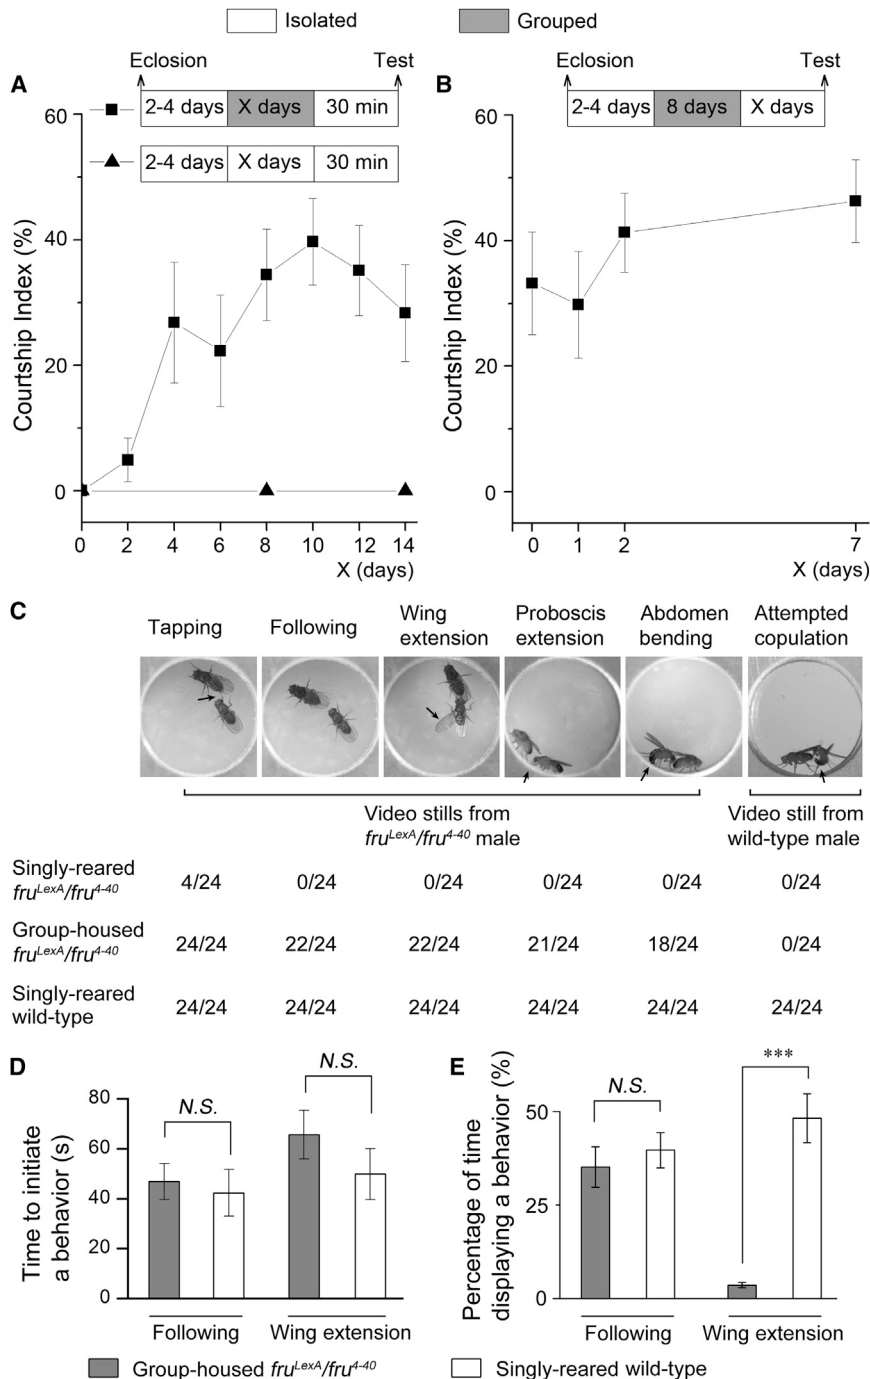 Isolated
Grouped
A
Eclosion
Test
2-4 days
X days
30 min
2-4 days
X days
30 min
Courtship Index (%)
60
40
20
0
0 2 4 6 8 10 12 14
X (days)
B
Eclosion
Test
2-4 days
8 days
X days
Courtship Index (%)
60
40
20
0
0 1 2 7
X (days)
C
Tapping
Following
Wing
extension
Proboscis
extension
Abdomen
bending
Attempted
copulation
Video stills from
fruLexA/fru4-40 male
Video still from
wild-type male
Singly-reared
fruLexA/fru4-40
4/24 0/24 0/24 0/24 0/24 0/24
Group-housed
fruLexA/fru4-40
24/24 22/24 22/24 21/24 18/24 0/24
Singly-reared
wild-type
24/24 24/24 24/24 24/24 24/24 24/24
D
Time to initiate
a behavior (s)
80
60
40
20
0
N.S.
N.S.
Following
Wing extension
E
Percentage of time
displaying a behavior (%)
50
25
0
N.S.
***
Following
Wing extension
Group-housed fruLexA/fru4-40
Singly-reared wild-type